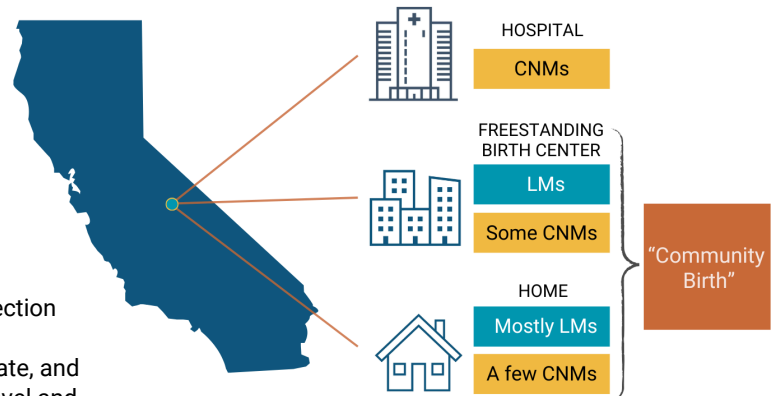 HOSPITAL
CNMs
FREESTANDING
BIRTH CENTER
LMs
Some CNMs
"Community
Birth"
HOME
Mostly LMs
A few CNMs
ection
ate, and